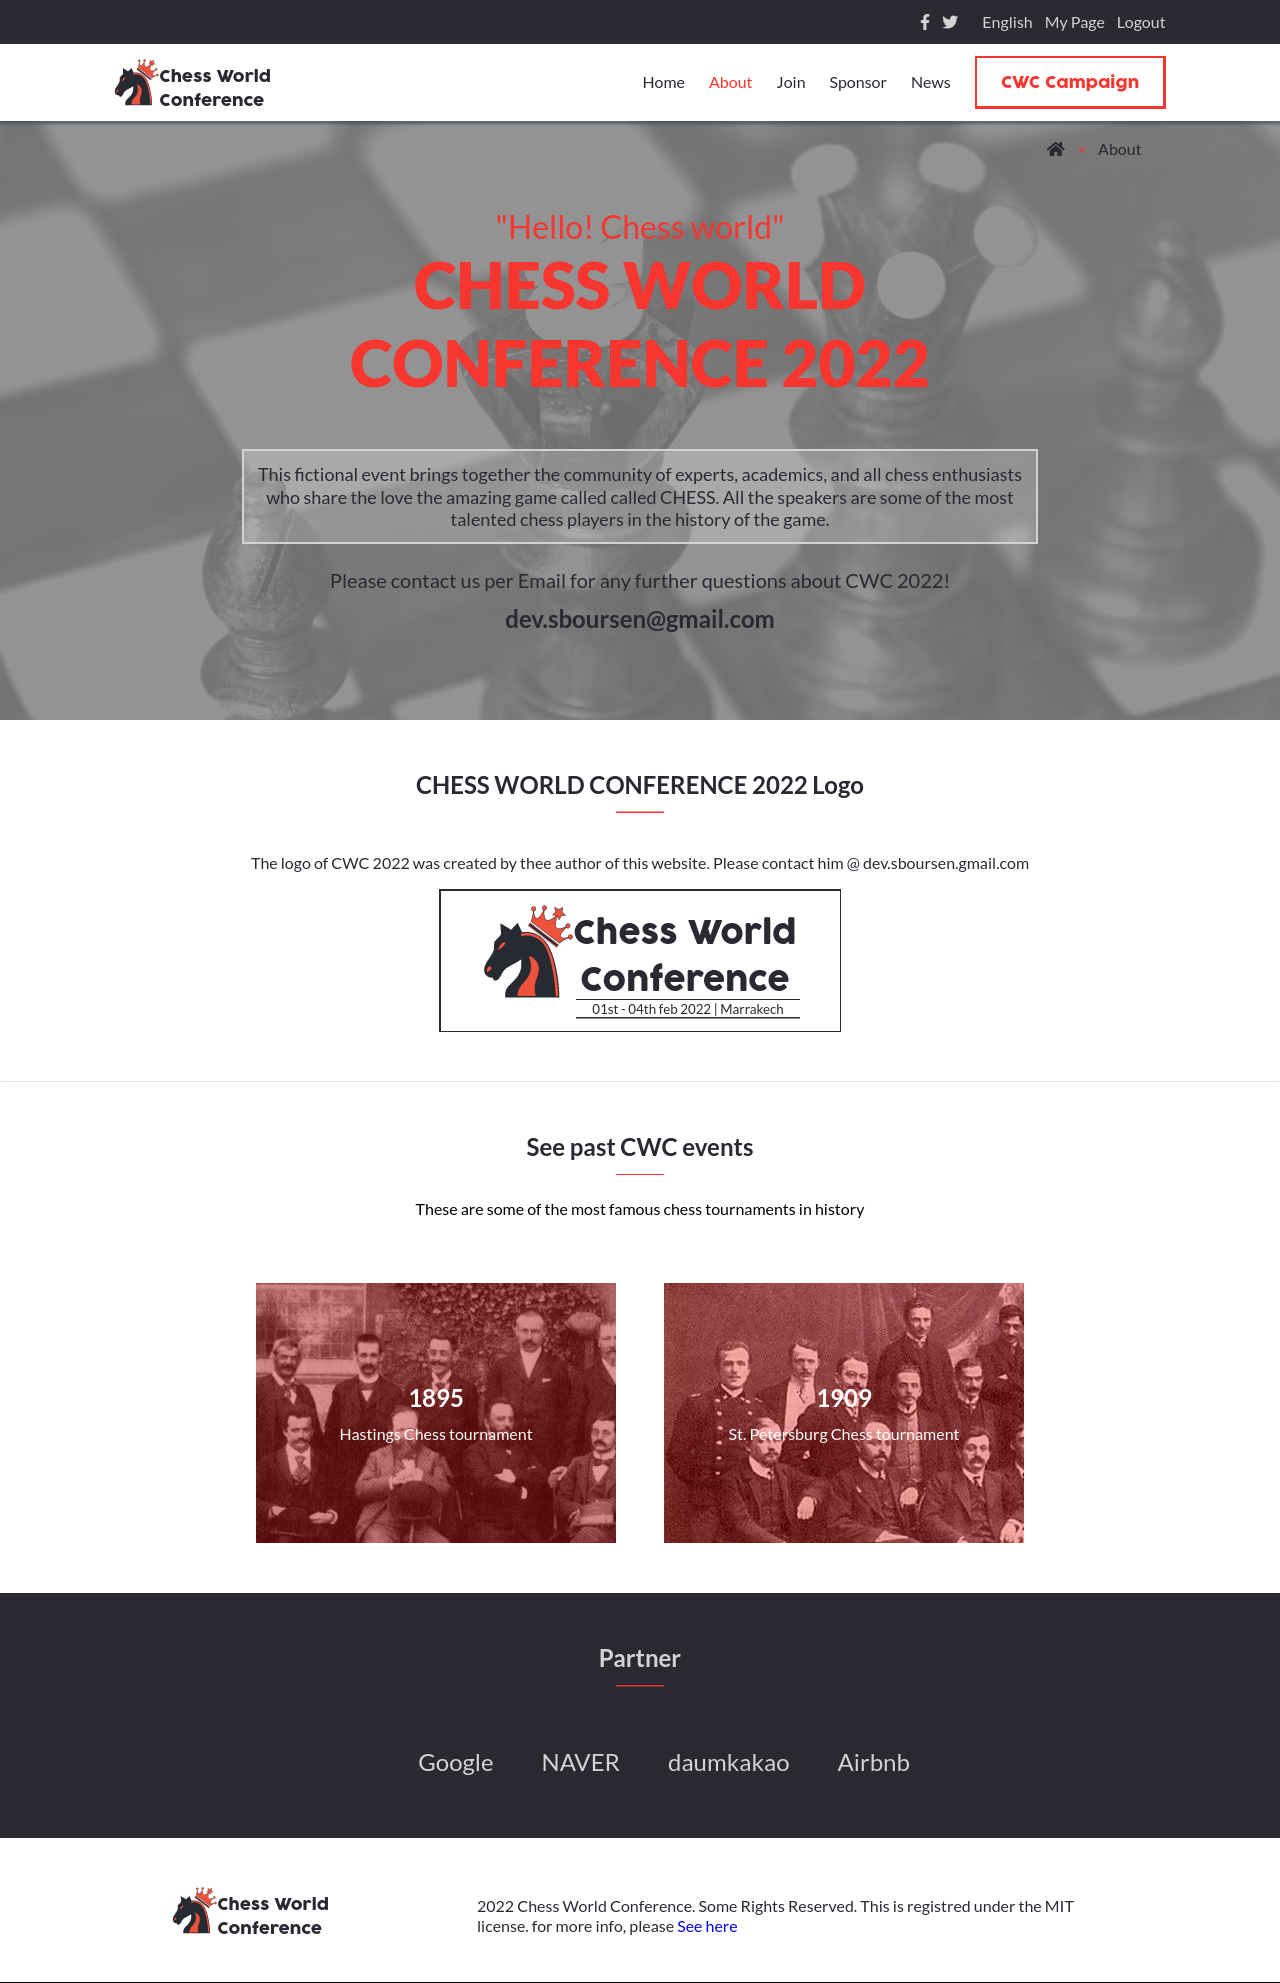 English My Page Logout
Chess World
Conference
Home About Join Sponsor News CWC Campaign
> About
"Hello! Chess world"
CHESS WORLD
CONFERENCE 2022
This fictional event brings together the community of experts, academics, and all chess enthusiasts
who share the love the amazing game called called CHESS. All the speakers are some of the most
talented chess players in the history of the game.
Please contact us per Email for any further questions about CWC 2022!
dev.sboursen@gmail.com
CHESS WORLD CONFERENCE 2022 Logo
The logo of CWC 2022 was created by thee author of this website. Please contact him @ dev.sboursen.gmail.com
Chess World
Conference
01st - 04th feb 2022 | Marrakech
See past CWC events
These are some of the most famous chess tournaments in history
1895
Hastings Chess tournament
1909
St. Petersburg Chess tournament
Partner
Google NAVER daumkakao Airbnb
Chess World
Conference
2022 Chess World Conference. Some Rights Reserved. This is registred under the MIT
license. for more info, please See here